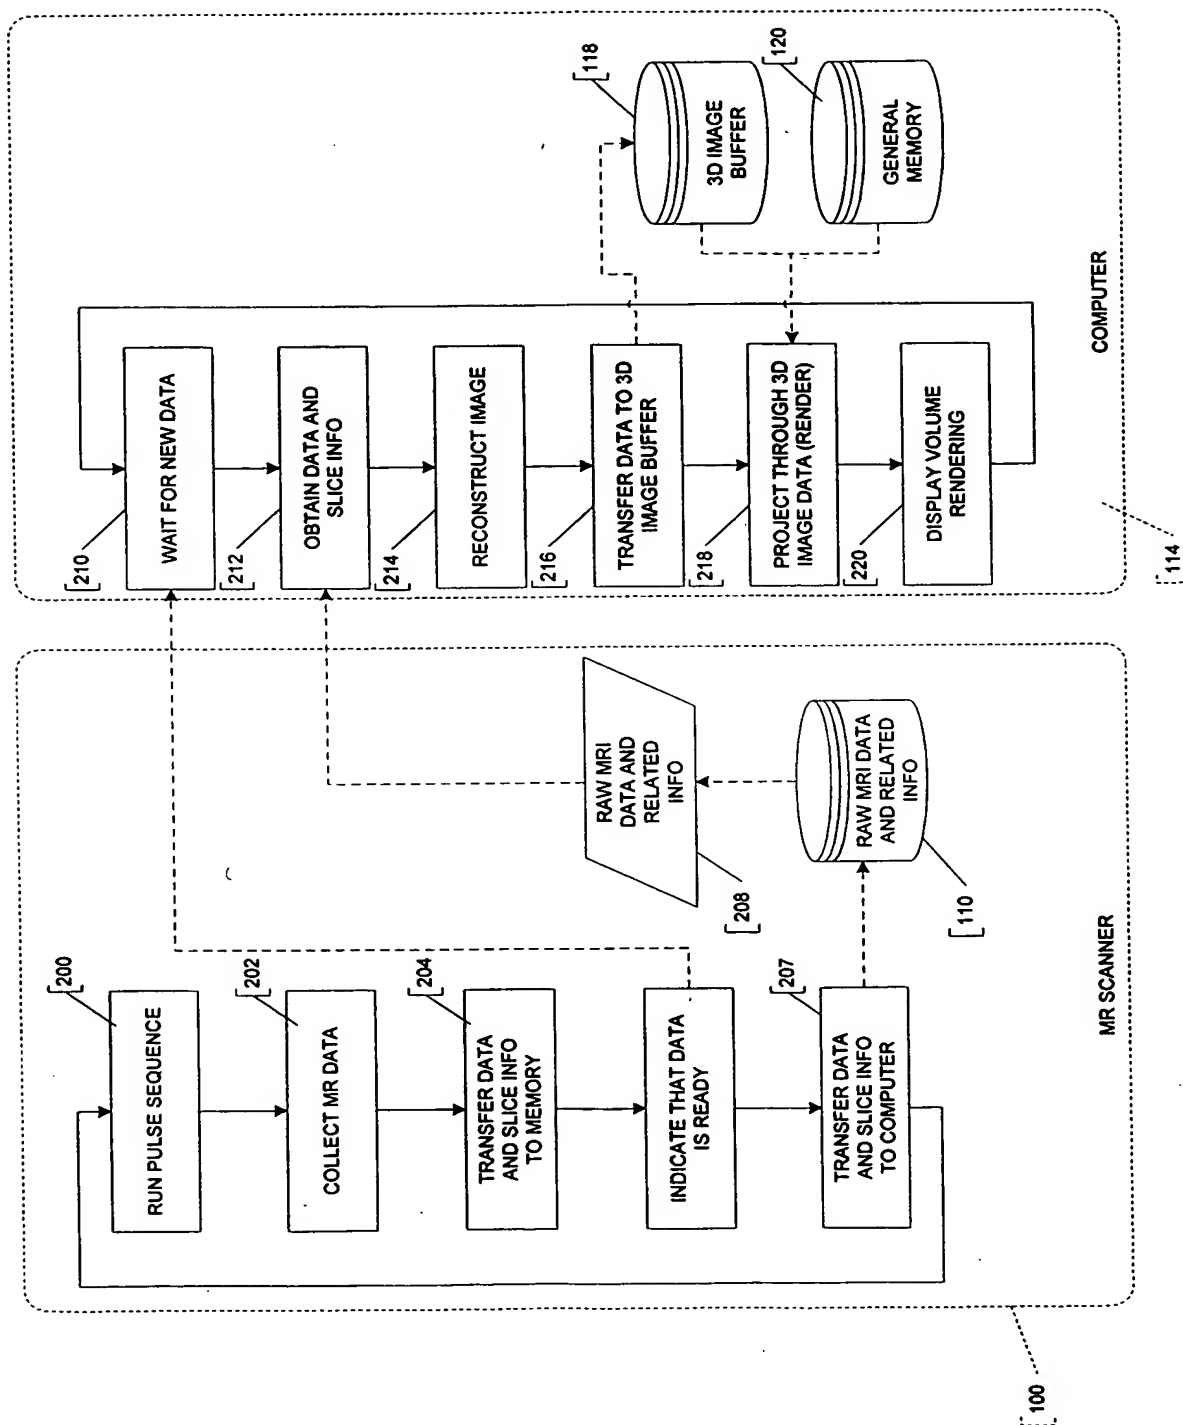 200
RUN PULSE SEQUENCE
202
COLLECT MR DATA
204
TRANSFER DATA
AND SLICE INFO
TO MEMORY
INDICATE THAT DATA
IS READY
207
TRANSFER DATA
AND SLICE INFO
TO COMPUTER
RAW MRI
DATA AND
RELATED
INFO
208
RAW MRI DATA
AND RELATED
INFO
110
MR SCANNER
100
210
WAIT FOR NEW DATA
212
OBTAIN DATA AND
SLICE INFO
214
RECONSTRUCT IMAGE
216
TRANSFER DATA TO 3D
IMAGE BUFFER
218
PROJECT THROUGH 3D
IMAGE DATA (RENDER)
220
DISPLAY VOLUME
RENDERING
118
3D IMAGE
BUFFER
120
GENERAL
MEMORY
COMPUTER
114